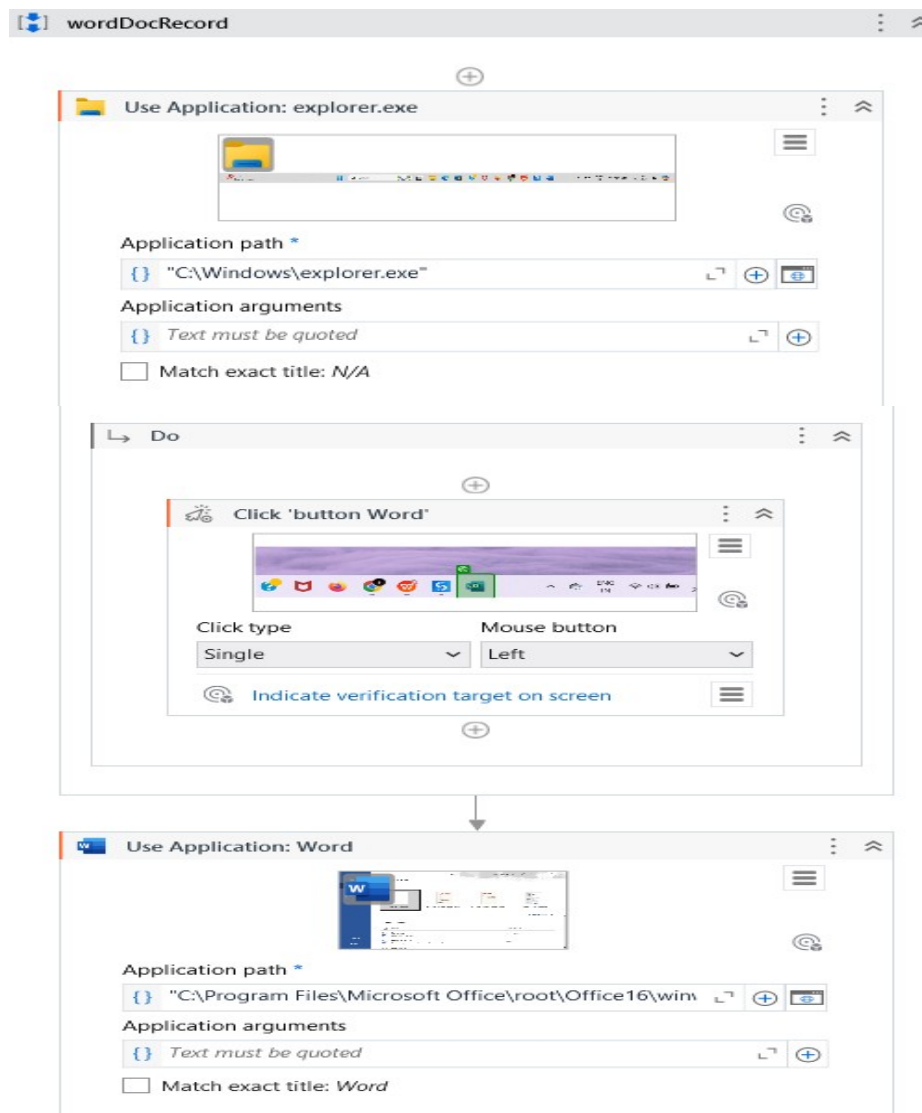 wordDocRecord
Use Application: explorer.exe
Application path *
"C:\Windows\explorer.exe"
Application arguments
Text must be quoted
Match exact title: N/A
Do
Click 'button Word'
ENG
IN
Click type Mouse button
Single Left
Indicate verification target on screen
Use Application: Word
Application path *
"C:\Program Files\Microsoft Office\root\Office16\winw
Application arguments
Text must be quoted
Match exact title: Word